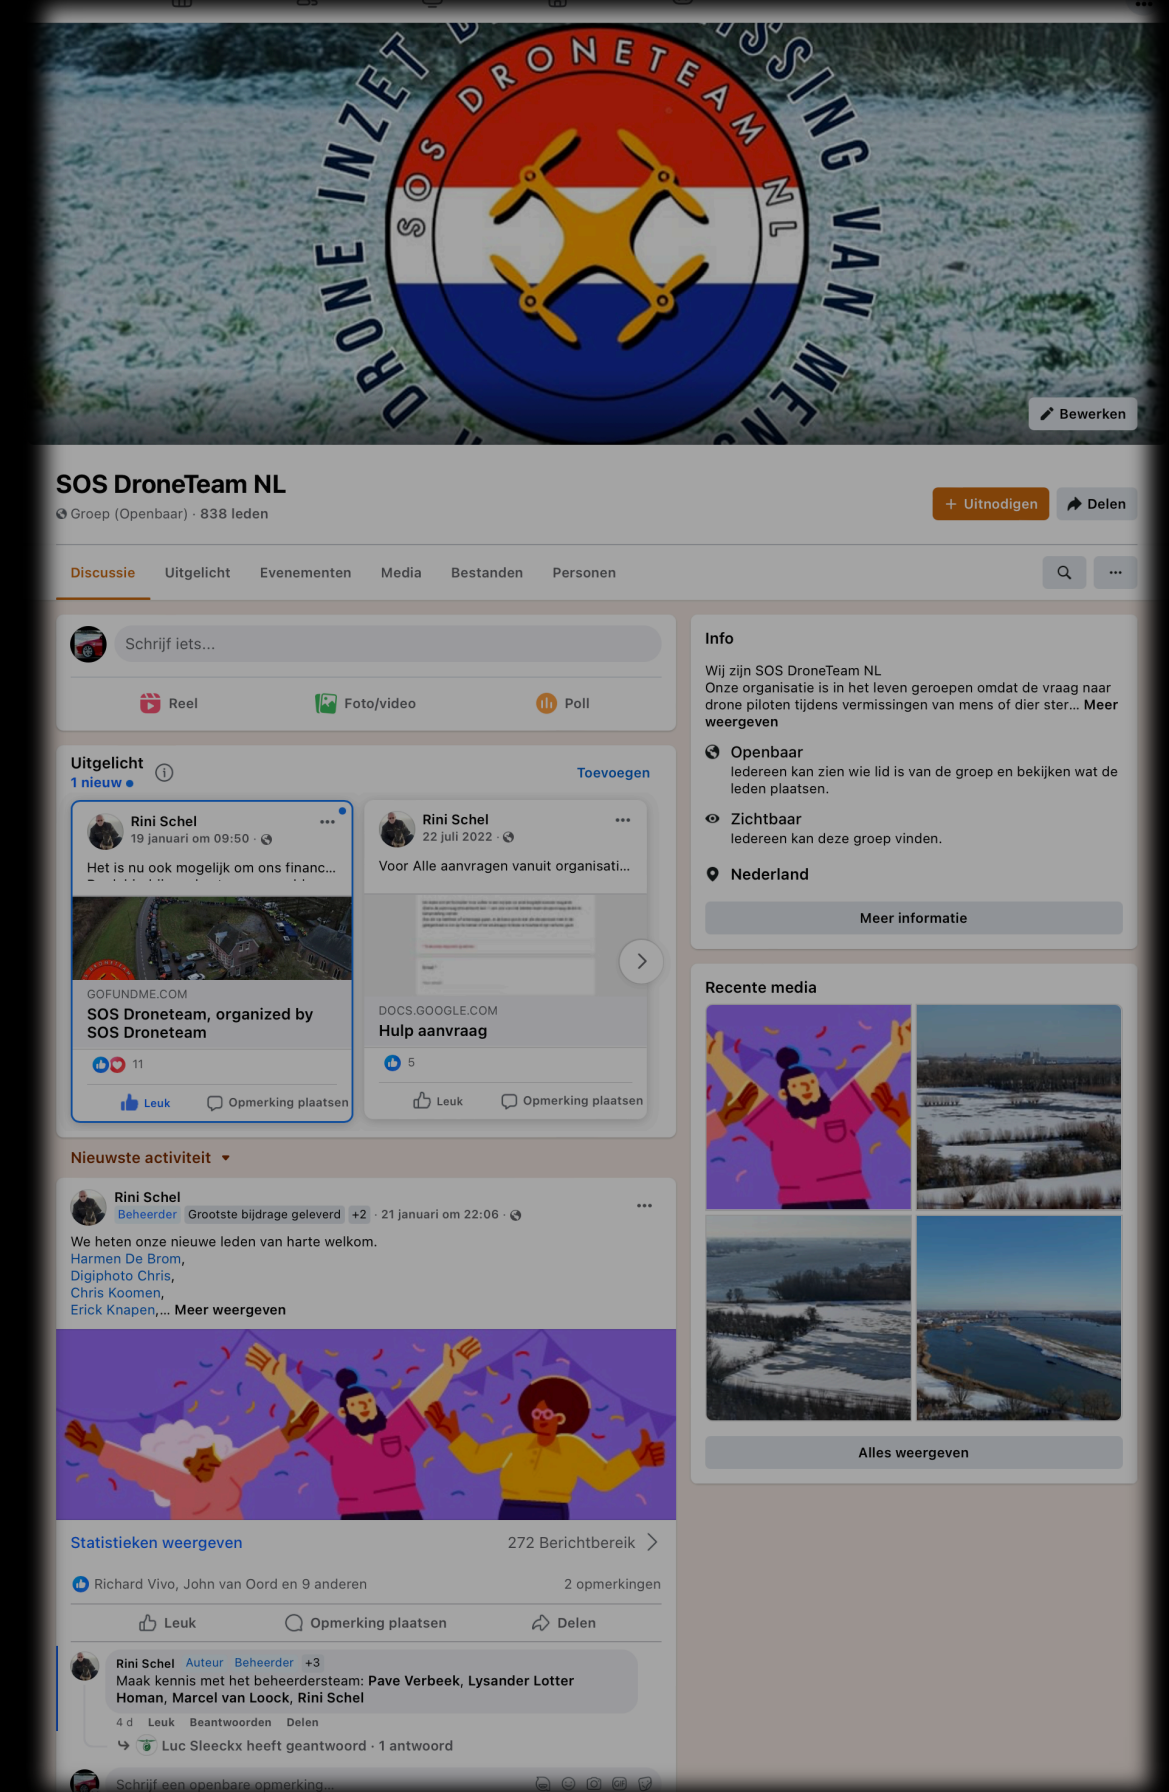 DRONE INZET
VERMISSING VAN MENS
SOS DRONETEAM NL
Bewerken
SOS DroneTeam NL
Groep (Openbaar) · 838 leden
+ Uitnodigen
Delen
Discussie
Uitgelicht
Evenementen
Media
Bestanden
Personen
Schrijf iets...
Reel
Foto/video
Poll
Uitgelicht
1 nieuw
Toevoegen
Rini Schel
19 januari om 09:50 ·
Het is nu ook mogelijk om ons financ...
GOFUNDME.COM
SOS Droneteam, organized by
SOS Droneteam
11
Leuk
Opmerking plaatsen
Rini Schel
22 juli 2022 ·
Voor Alle aanvragen vanuit organisati...
DOCS.GOOGLE.COM
Hulp aanvraag
5
Leuk
Opmerking plaatsen
Nieuwste activiteit
Rini Schel
Beheerder Grootste bijdrage geleverd +2 · 21 januari om 22:06 ·
We heten onze nieuwe leden van harte welkom.
Harmen De Brom,
Digiphoto Chris,
Chris Koomen,
Erick Knapen,... Meer weergeven
Statistieken weergeven
272 Berichtbereik
Richard Vivo, John van Oord en 9 anderen
2 opmerkingen
Leuk
Opmerking plaatsen
Delen
Rini Schel Auteur Beheerder +3
Maak kennis met het beheerdersteam: Pave Verbeek, Lysander Lotter
Homan, Marcel van Loock, Rini Schel
4 d Leuk Beantwoorden Delen
Luc Sleeckx heeft geantwoord · 1 antwoord
Schrijf een openbare opmerking...
GIF
Info
Wij zijn SOS DroneTeam NL
Onze organisatie is in het leven geroepen omdat de vraag naar
drone piloten tijdens vermissingen van mens of dier ster... Meer
weergeven
Openbaar
Iedereen kan zien wie lid is van de groep en bekijken wat de
leden plaatsen.
Zichtbaar
Iedereen kan deze groep vinden.
Nederland
Meer informatie
Recente media
Alles weergeven